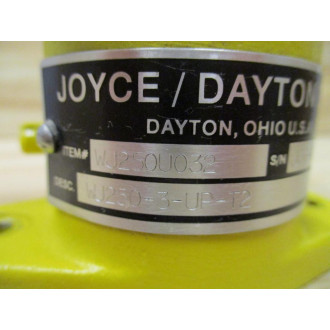 JOYCE / DAYTON
DAYTON, OHIO U.S.A
ITEM# WJ250U032 S/N
DESC. WJ250-3-UP-T2